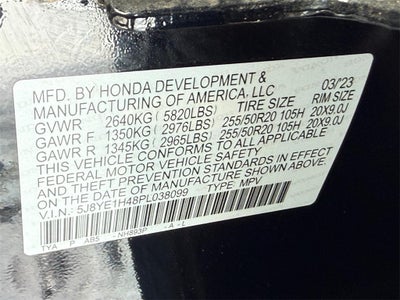 MFD. BY HONDA DEVELOPMENT & 03/'23
MANUFACTURING OF AMERICA, LLC
GVWR 2640KG (5820LBS) TIRE SIZE RIM SIZE
GAWR F 1350KG (2976LBS) 255/50R20 105H 20X9.0J
GAWR R 1345KG (2965LBS) 255/50R20 105H 20X9.0J
THIS VEHICLE CONFORMS TO ALL APPLICABLE
FEDERAL MOTOR VEHICLE SAFETY, BUMPER,
AND THEFT PREVENTION STANDARDS IN EFFECT
ON THE DATE OF MANUFACTURE SHOWN ABOVE.
V.I.N.: 5J8YE1H48PL038099 TYPE: MPV
TYA P ABS - NH893P - A - L